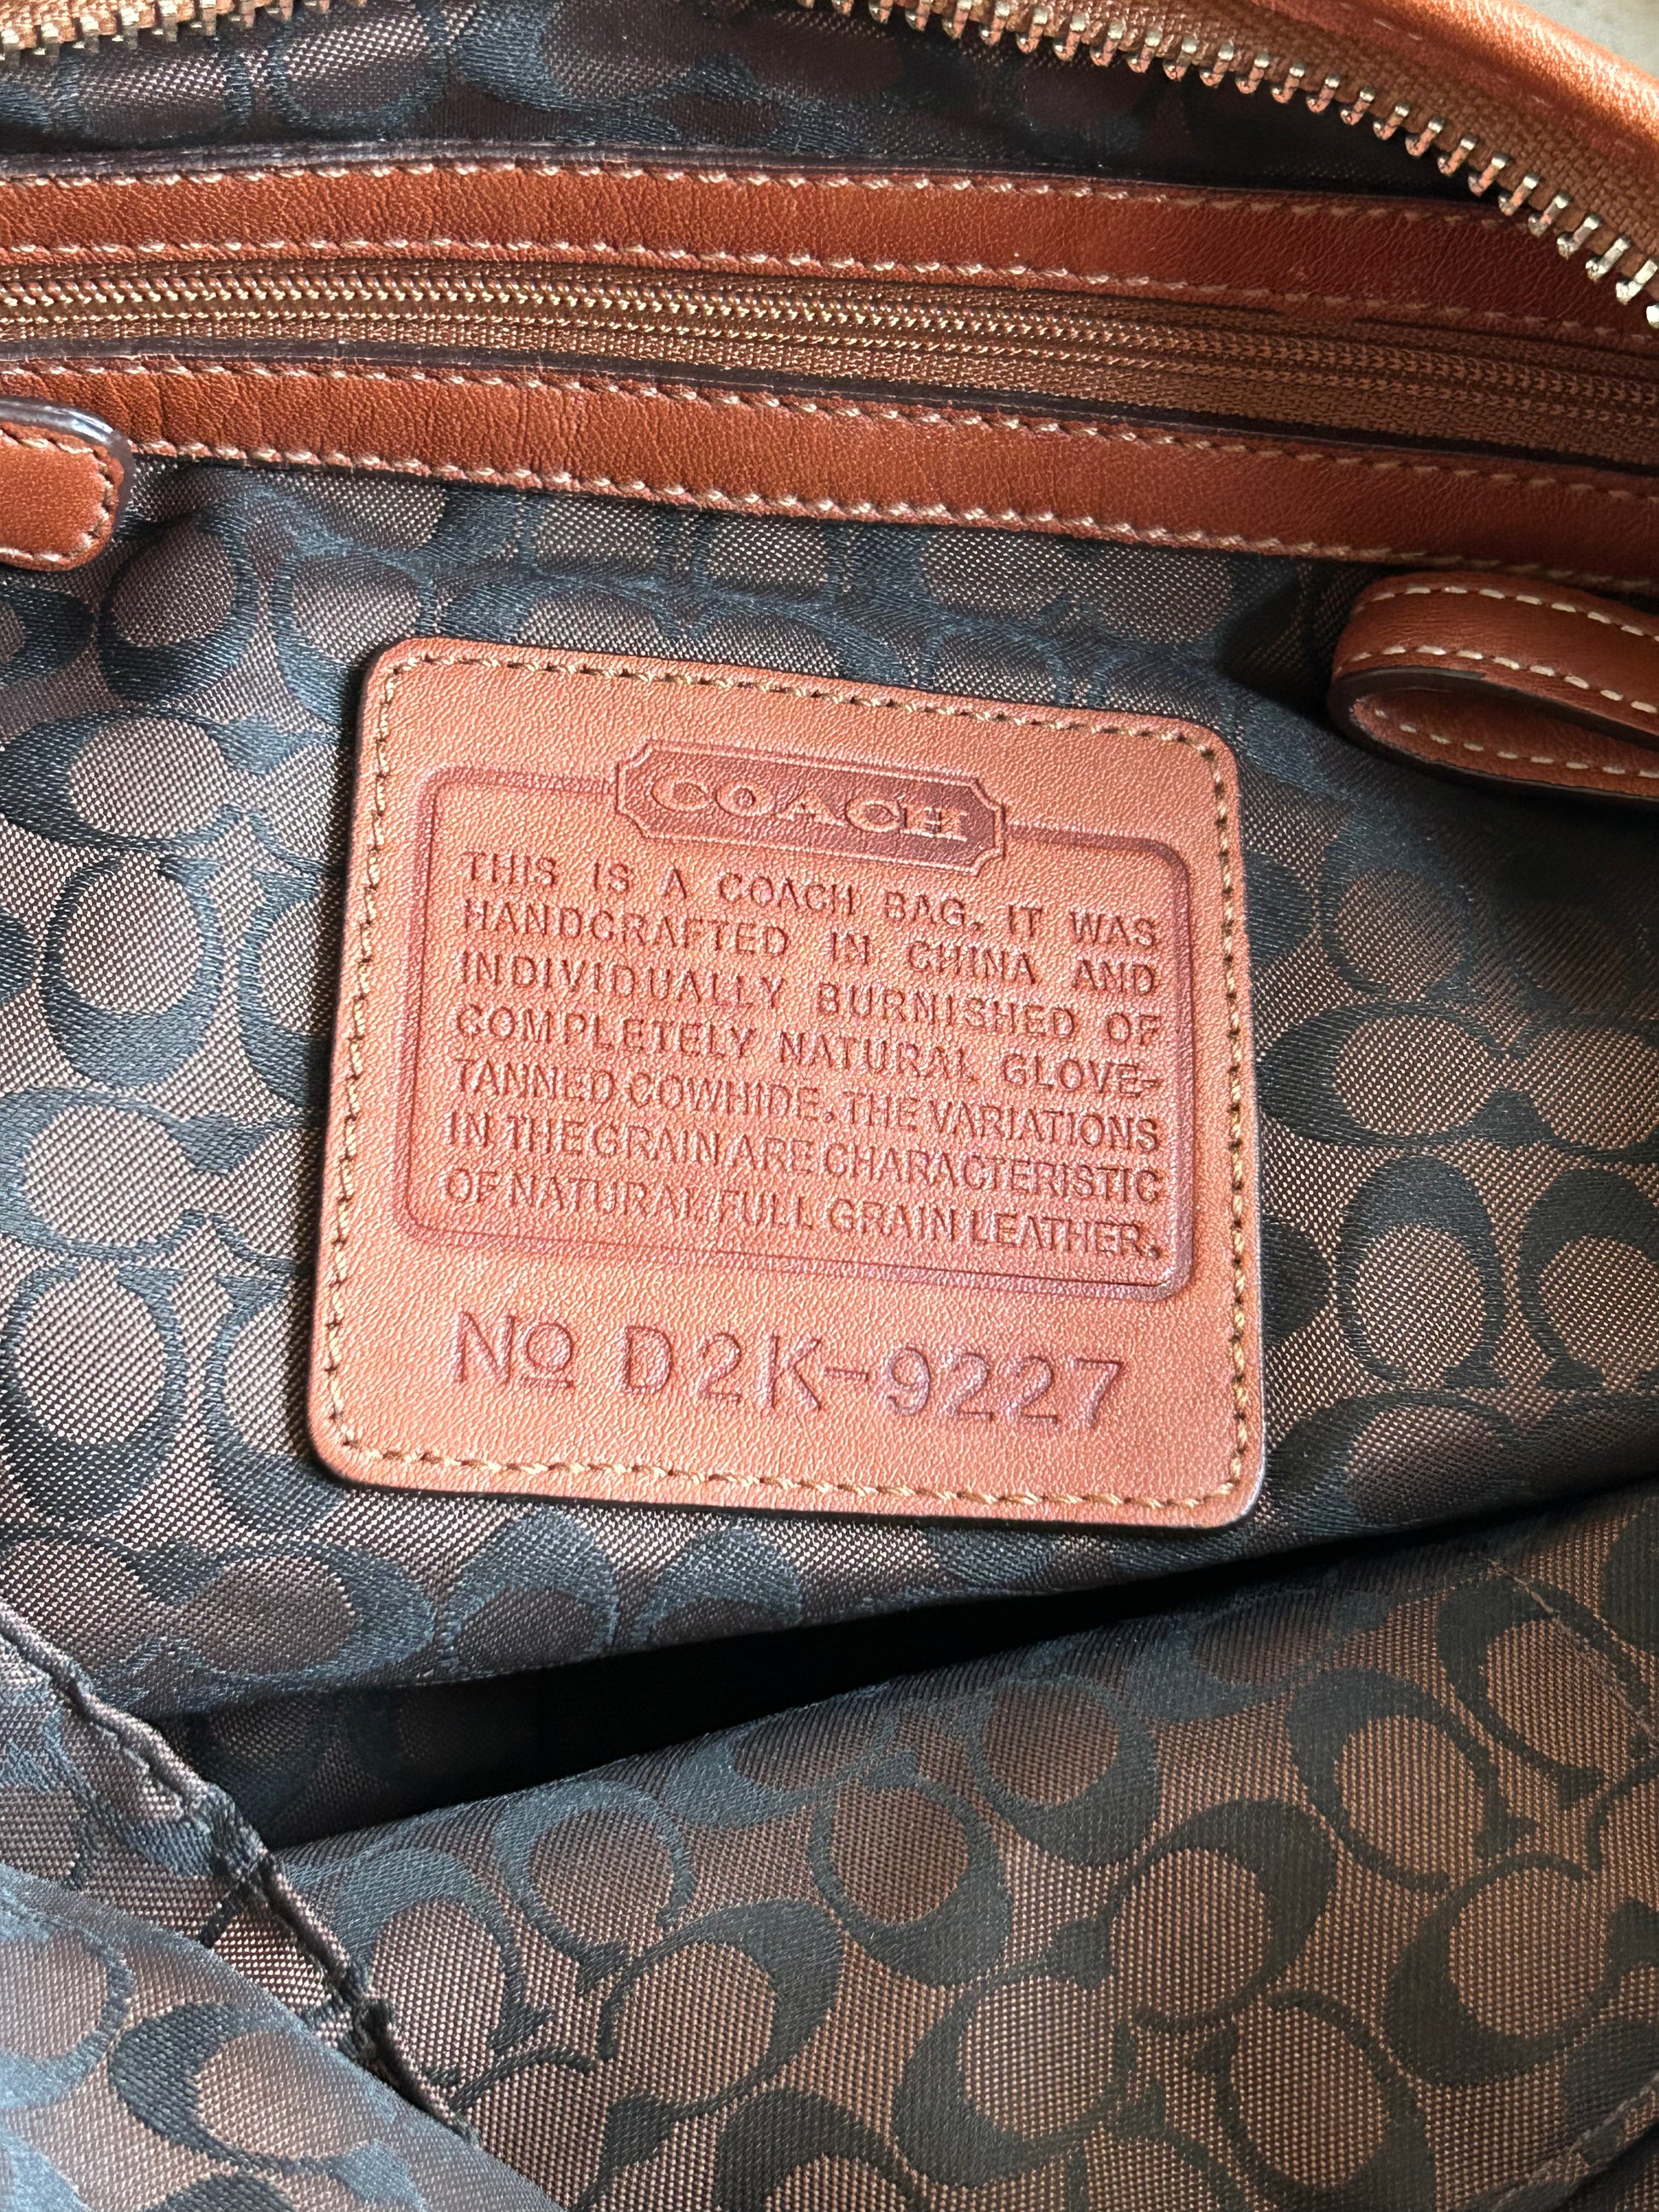 COACH
THIS IS A COACH BAG. IT WAS
HANDCRAFTED IN CHINA AND
INDIVIDUALLY BURNISHED OF
COMPLETELY NATURAL GLOVE-
TANNED COWHIDE. THE VARIATIONS
IN THE GRAIN ARE CHARACTERISTIC
OF NATURAL FULL GRAIN LEATHER.
No D2K-9227